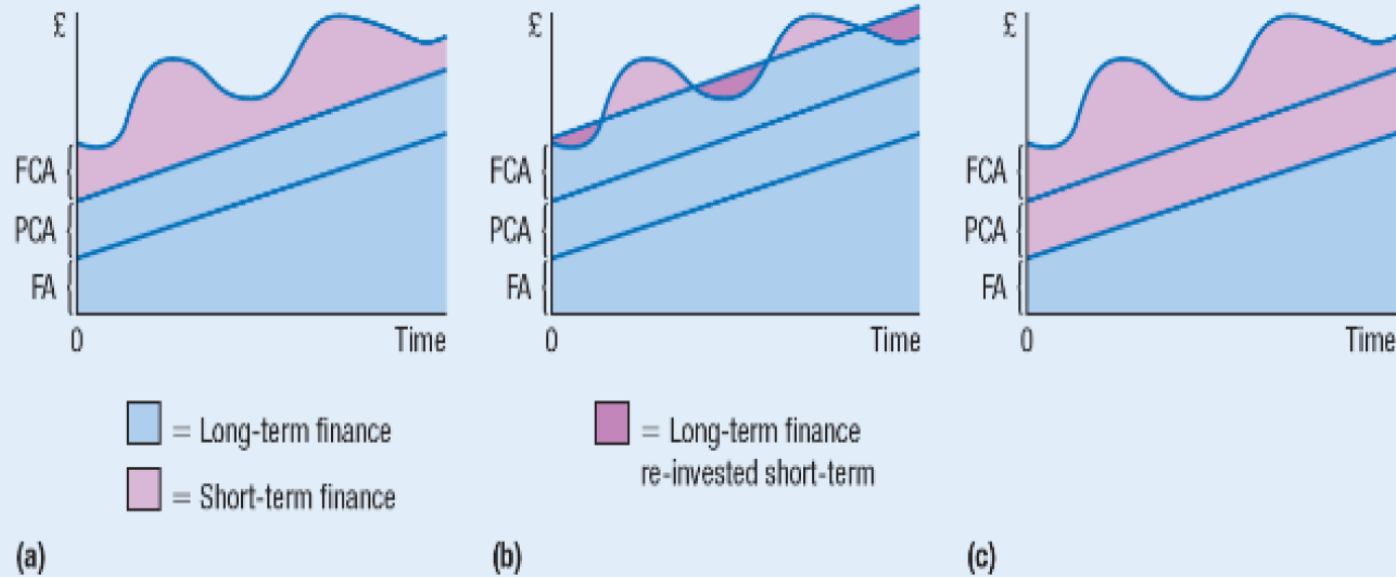 £
FCA
PCA
FA
0 Time
£
FCA
PCA
FA
0 Time
£
FCA
PCA
FA
0 Time
= Long-term finance
= Short-term finance
= Long-term finance
re-invested short-term
(a)
(b)
(c)